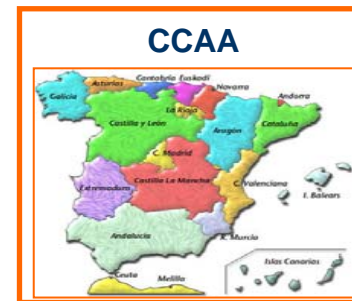 CCAA
Asturias
Cantabria
Euskadi
Galicia
Navarra
Andorra
La Rioja
Castilla y León
Aragón
Cataluña
C. Madrid
Extremadura
Castilla La Mancha
C. Valenciana
I. Balears
Andalucía
R. Murcia
Islas Canarias
Ceuta
Melilla